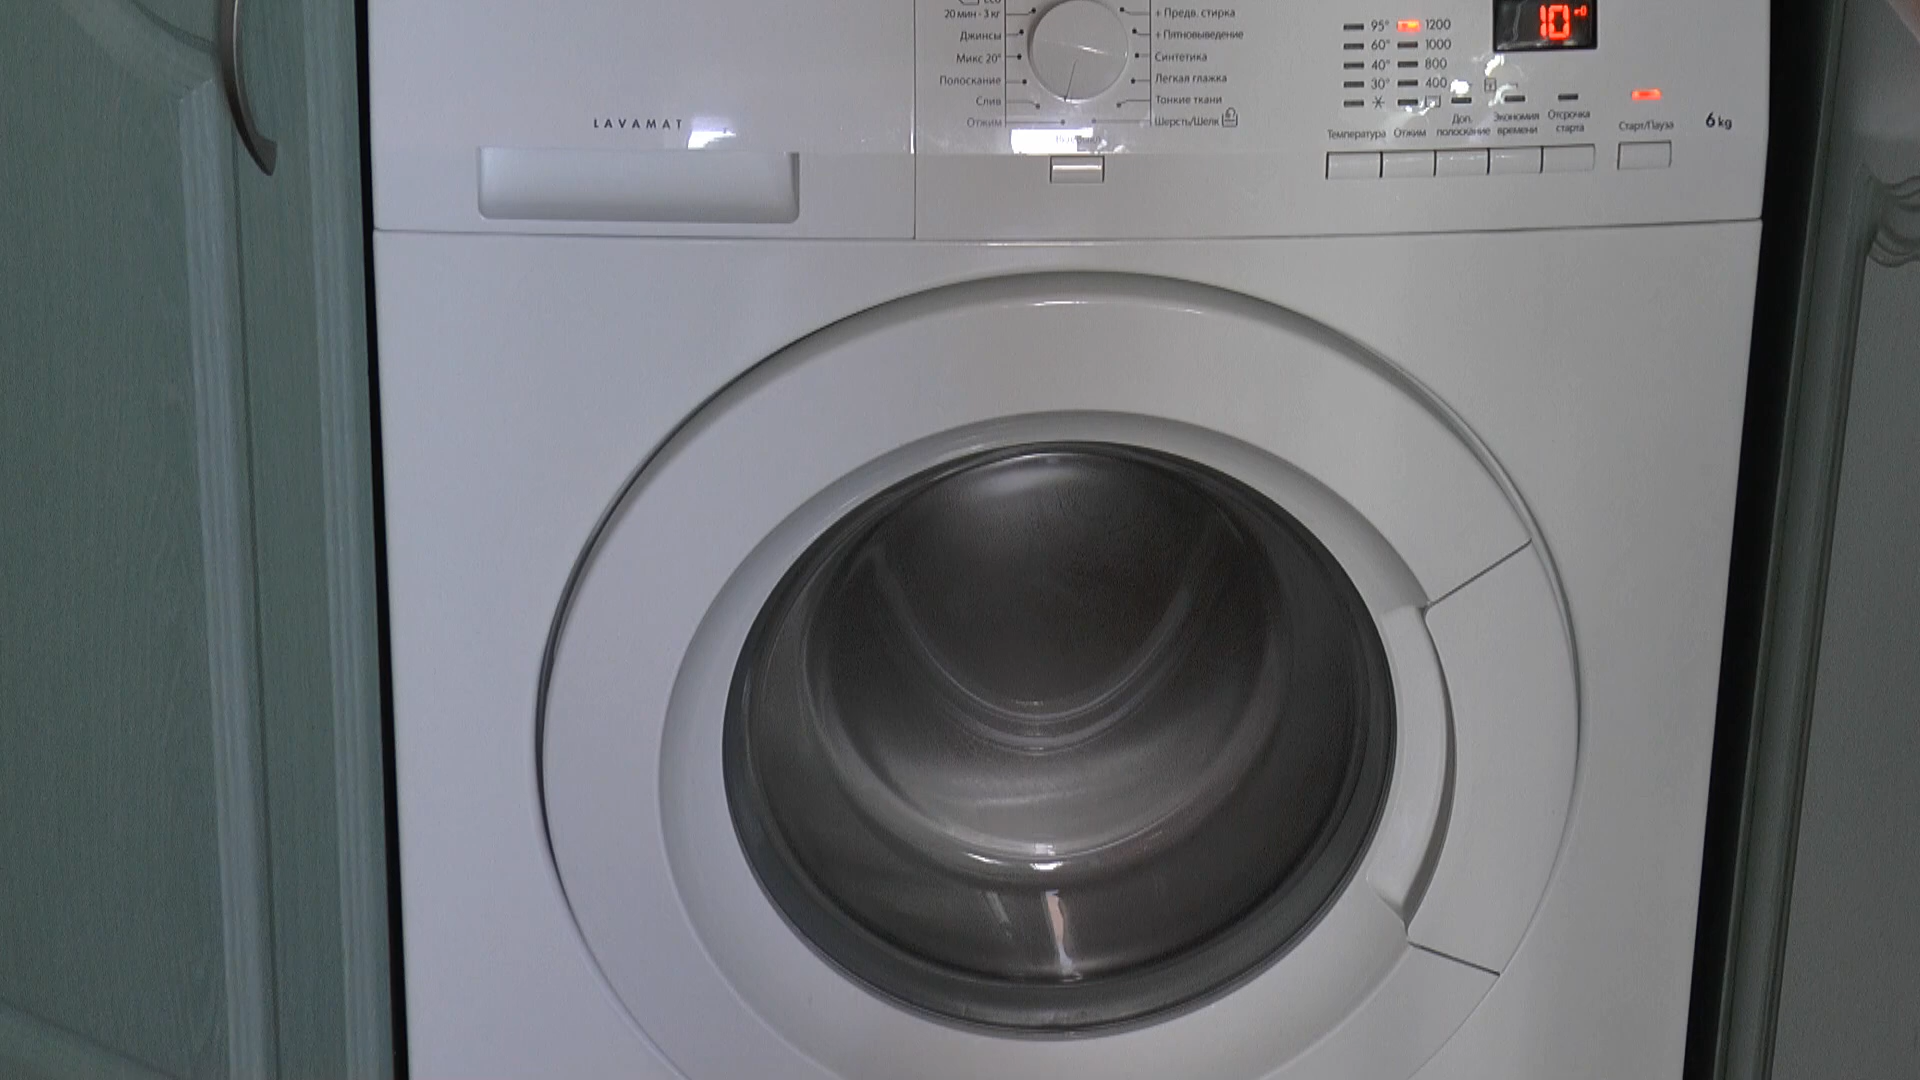 20 мин · 3 кг
Джинсы
Микс 20°
Полоскание
Слив
Отжим
+ Предв. стирка
+ Пятновыведение
Синтетика
Легкая глажка
Тонкие ткани
Шерсть/Шелк
LAVAMAT
95° 1200
60° 1000
40° 800
30° 400
10
Температура
Отжим
Доп. полоскание
Экономия времени
Отсрочка старта
Старт/Пауза
6 kg